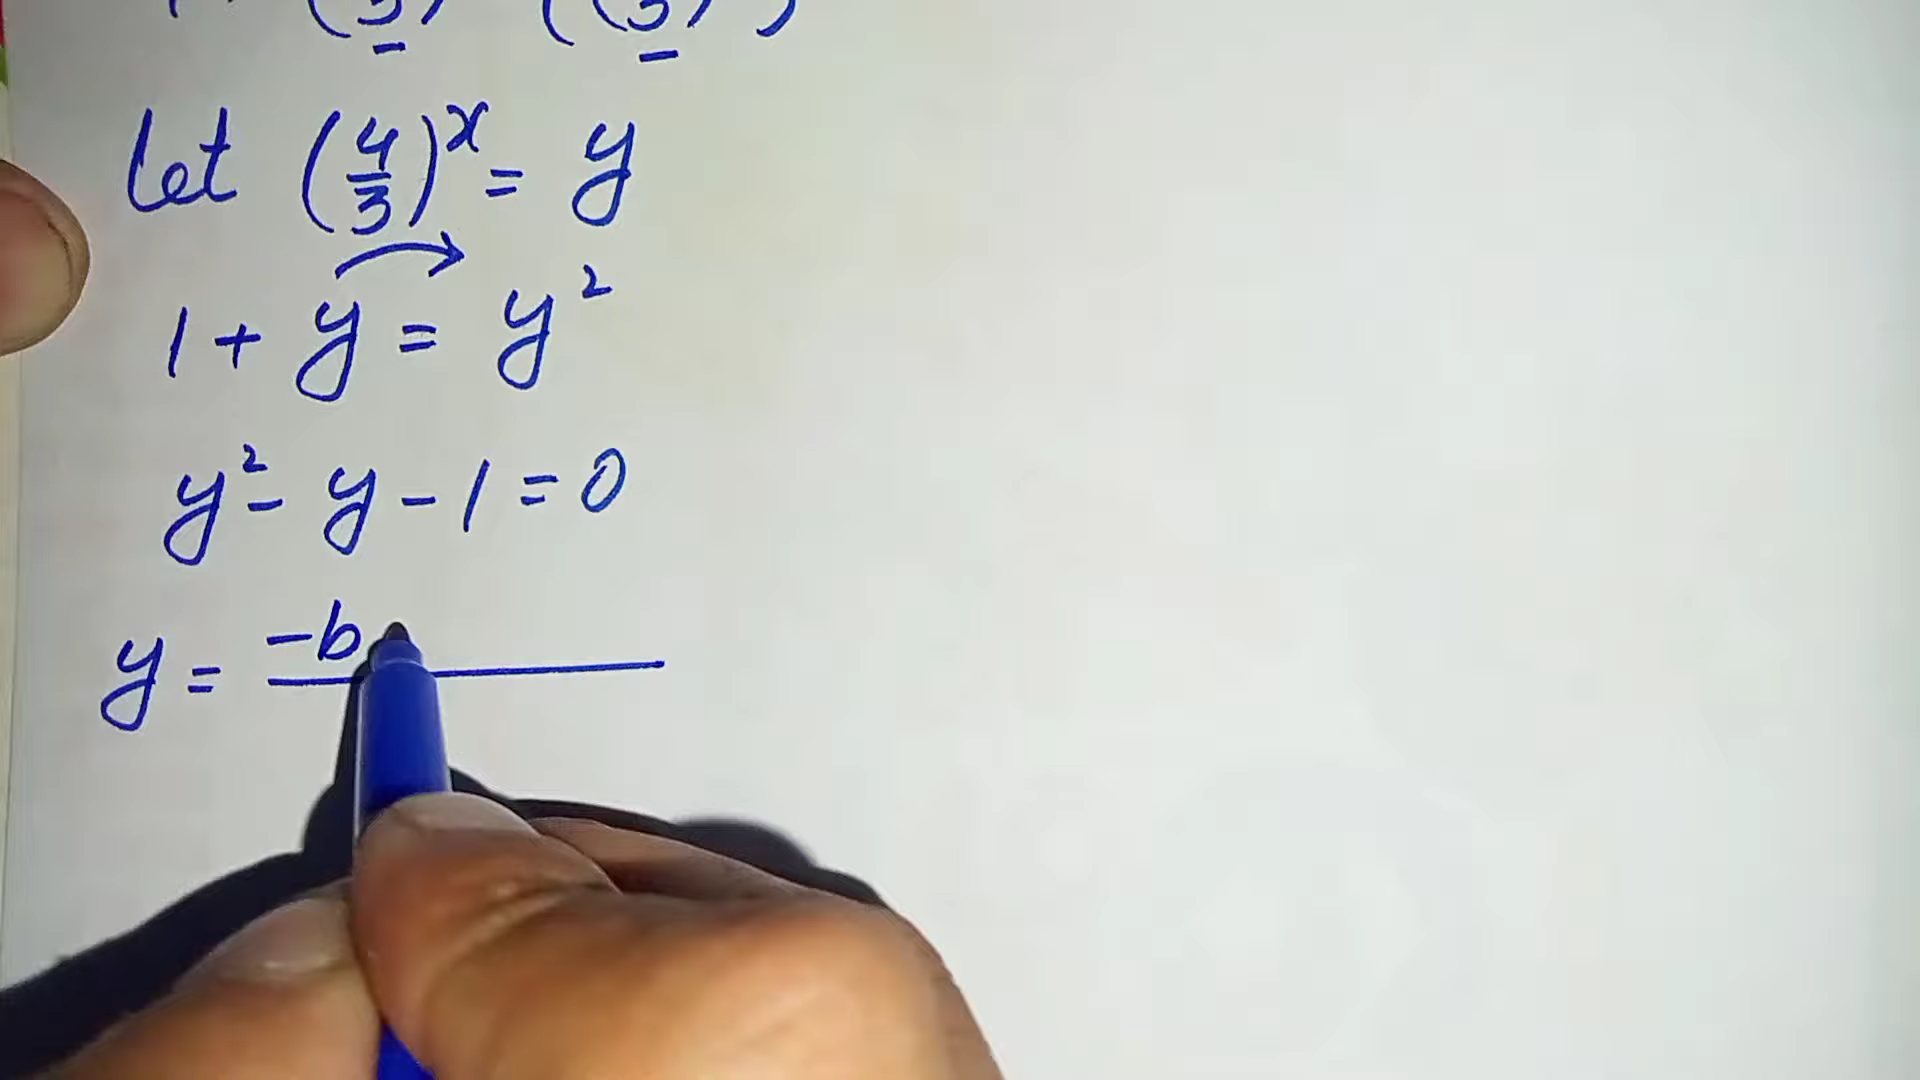 let (4/3)^x = y
1 + y = y²
y² - y - 1 = 0
y = -b